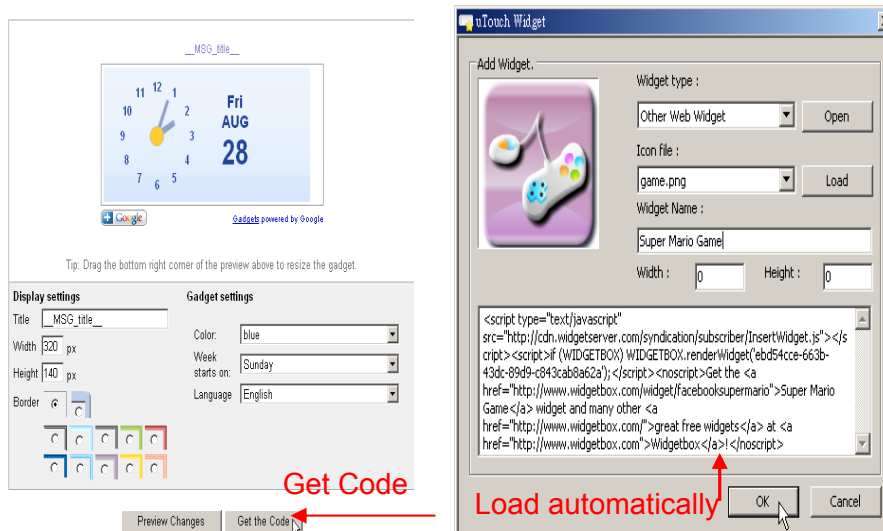 __MSG_title__
11 12 1
10 2
9 3
8 4
7 6 5
Fri
AUG
28
Google
Gadgets powered by Google
Tip: Drag the bottom right corner of the preview above to resize the gadget.
Display settings
Title __MSG_title__
Width 320 px
Height 140 px
Border
Gadget settings
Color: blue
Week
starts on: Sunday
Language English
Get Code
Preview Changes Get the Code
uTouch Widget
Add Widget.
Widget type :
Other Web Widget Open
Icon file :
game.png Load
Widget Name :
Super Mario Game
Width : 0 Height : 0
<script type="text/javascript"
src="http://cdn.widgetserver.com/syndication/subscriber/InsertWidget.js"></s
cript><script>if (WIDGETBOX) WIDGETBOX.renderWidget('ebd54cce-663b-
43dc-89d9-c843cab8a62a');</script><noscript>Get the <a
href="http://www.widgetbox.com/widget/facebooksupermario">Super Mario
Game</a> widget and many other <a
href="http://www.widgetbox.com/">great free widgets</a> at <a
href="http://www.widgetbox.com">Widgetbox</a>!</noscript>
Load automatically
OK Cancel